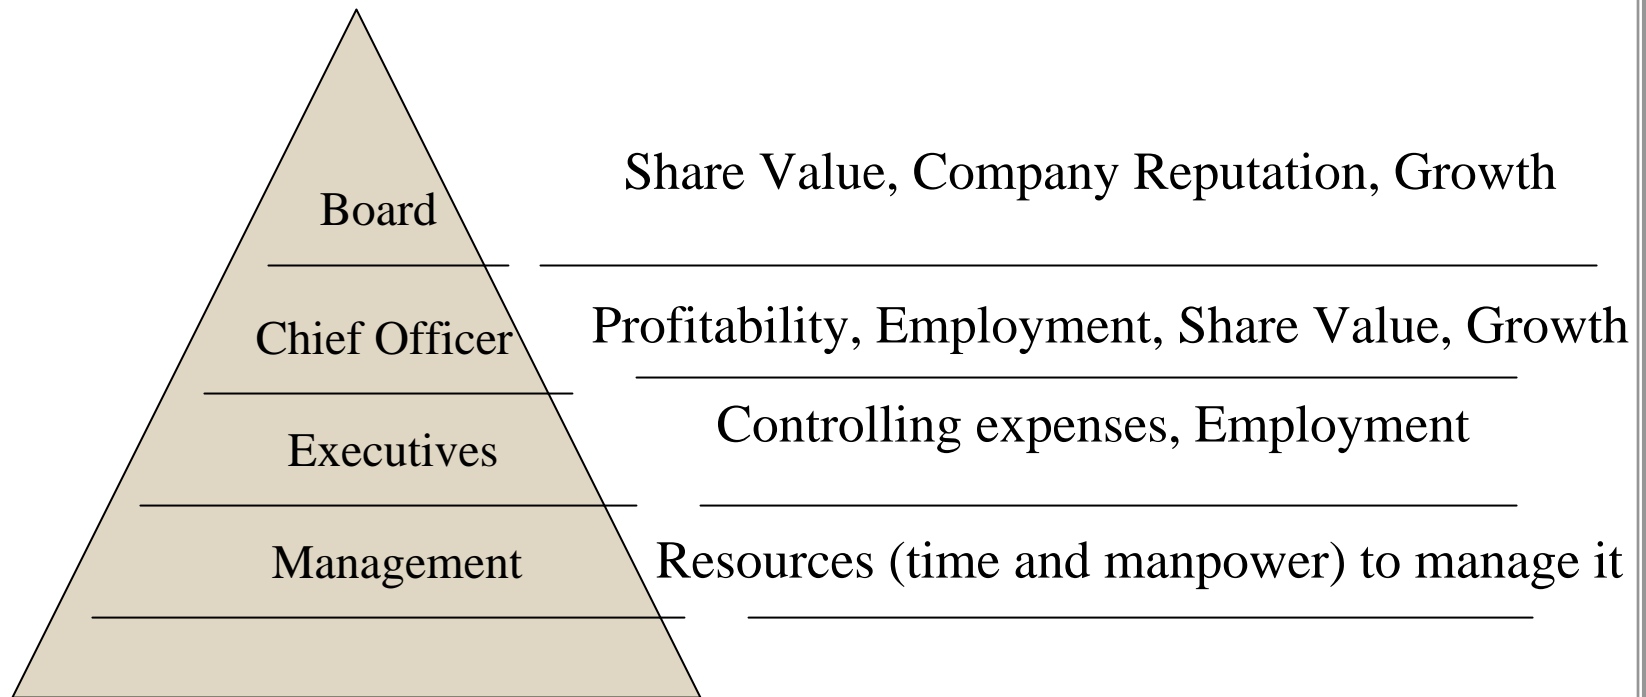 Board
Share Value, Company Reputation, Growth
Chief Officer
Profitability, Employment, Share Value, Growth
Executives
Controlling expenses, Employment
Management
Resources (time and manpower) to manage it